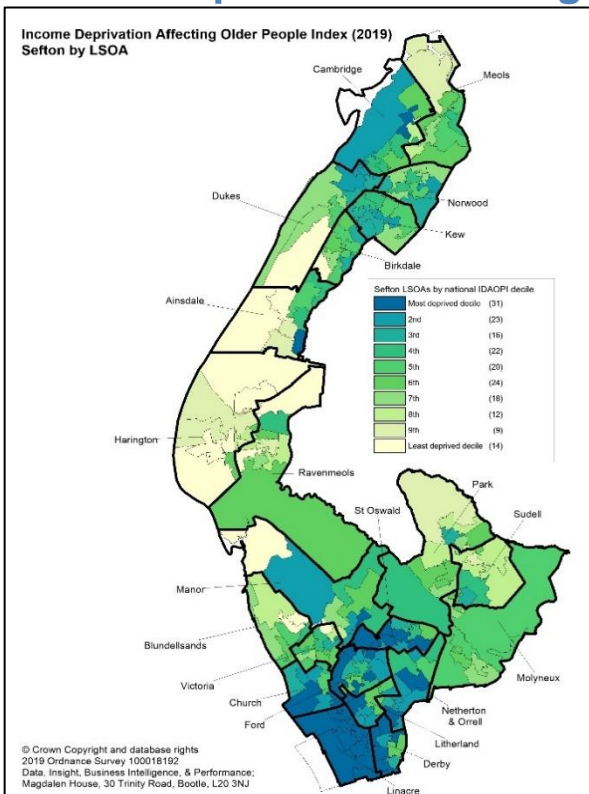 Income Deprivation Affecting Older People Index (2019)
Sefton by LSOA
Cambridge
Meols
Dukes
Norwood
Kew
Birkdale
Ainsdale
Sefton LSOAs by national IDAOPI decile
Most deprived decile (31)
2nd (23)
3rd (16)
4th (22)
5th (20)
6th (24)
7th (18)
8th (12)
9th (9)
Least deprived decile (14)
Harington
Ravenmeols
Park
St Oswald
Sudell
Manor
Blundellsands
Molyneux
Victoria
Church
Netherton
& Orrell
Ford
Litherland
Derby
Linacre
© Crown Copyright and database rights
2019 Ordnance Survey 100018192
Data, Insight, Business Intelligence, & Performance;
Magdalen House, 30 Trinity Road, Bootle, L20 3NJ